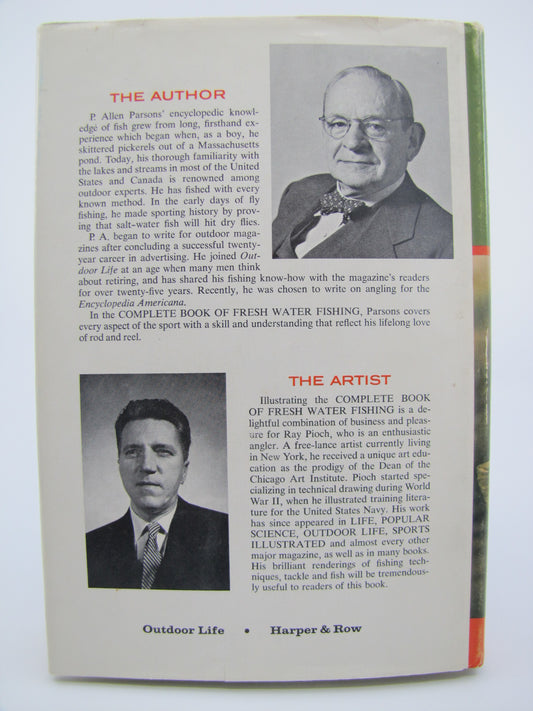 THE AUTHOR
P. Allen Parsons' encyclopedic knowl-
edge of fish grew from long, firsthand ex-
perience which began when, as a boy, he
skittered pickerels out of a Massachusetts
pond. Today, his thorough familiarity with
the lakes and streams in most of the United
States and Canada is renowned among
outdoor experts. He has fished with every
known method. In the early days of fly
fishing, he made sporting history by prov-
ing that salt-water fish will hit dry flies.
P. A. began to write for outdoor maga-
zines after concluding a successful twenty-
year career in advertising. He joined Out-
door Life at an age when many men think
about retiring, and has shared his fishing know-how with the magazine's readers
for over twenty-five years. Recently, he was chosen to write on angling for the
Encyclopedia Americana.
In the COMPLETE BOOK OF FRESH WATER FISHING, Parsons covers
every aspect of the sport with a skill and understanding that reflect his lifelong love
of rod and reel.
THE ARTIST
Illustrating the COMPLETE BOOK
OF FRESH WATER FISHING is a de-
lightful combination of business and pleas-
ure for Ray Pioch, who is an enthusiastic
angler. A free-lance artist currently living
in New York, he received a unique art edu-
cation as the prodigy of the Dean of the
Chicago Art Institute. Pioch started spe-
cializing in technical drawing during World
War II, when he illustrated training litera-
ture for the United States Navy. His work
has since appeared in LIFE, POPULAR
SCIENCE, OUTDOOR LIFE, SPORTS
ILLUSTRATED and almost every other
major magazine, as well as in many books.
His brilliant renderings of fishing tech-
niques, tackle and fish will be tremendous-
ly useful to readers of this book.
Outdoor Life • Harper & Row